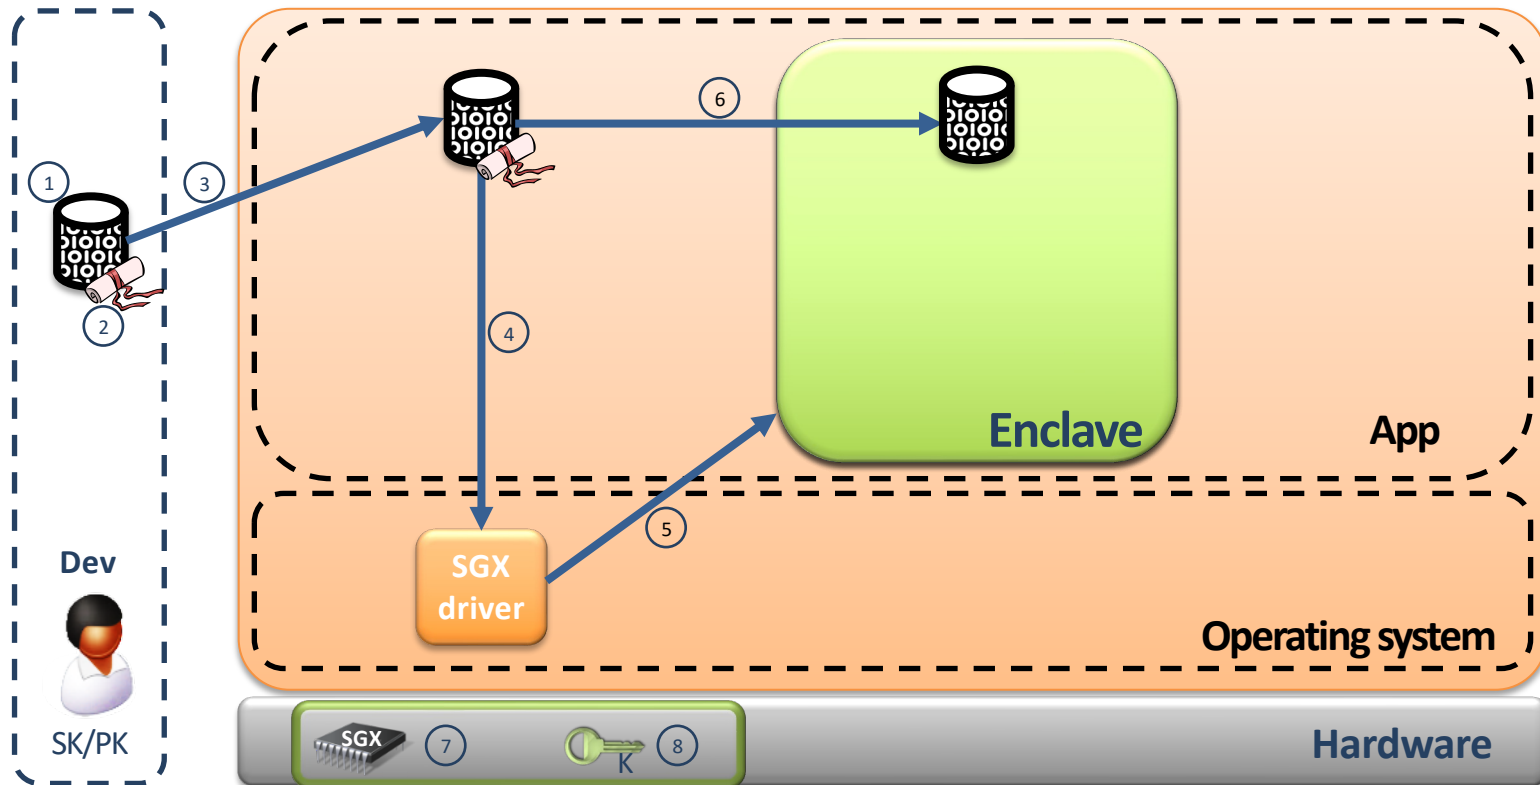 1
2
3
4
5
6
Enclave
App
SGX
driver
Operating system
Dev
SK/PK
SGX
7
K
8
Hardware